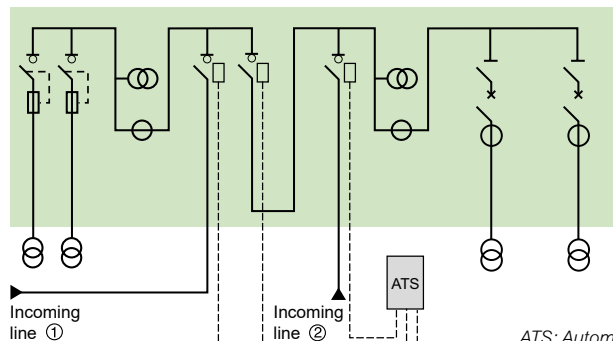 ATS
Incoming
line ①
Incoming
line ②
ATS: Autom